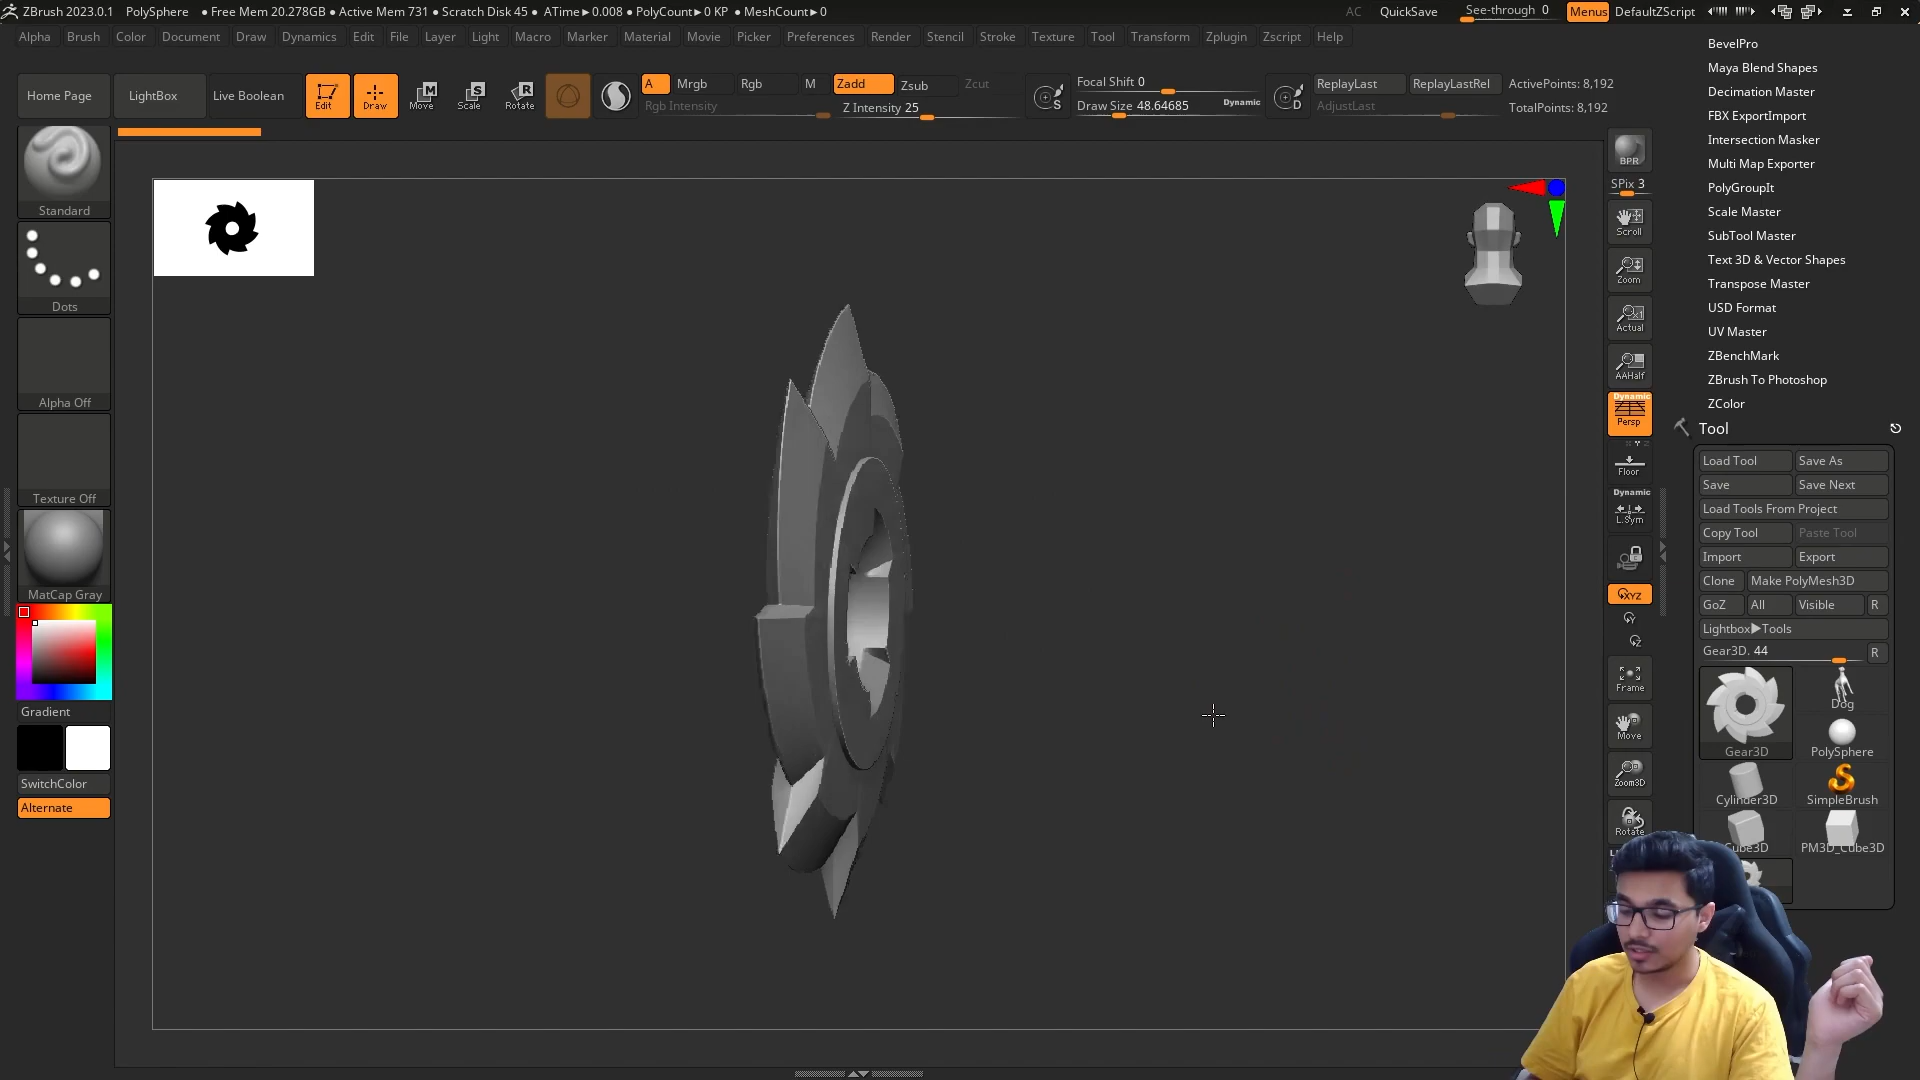 ZBrush 2023.0.1 PolySphere ● Free Mem 20.278GB ● Active Mem 731 ● Scratch Disk 45 ● ATime►0.008 ● PolyCount►0 KP ● MeshCount►0 AC QuickSave See-through 0 Menus DefaultZScript
Alpha Brush Color Document Draw Dynamics Edit File Layer Light Macro Marker Material Movie Picker Preferences Render Stencil Stroke Texture Tool Transform Zplugin Zscript Help
Home Page LightBox Live Boolean Edit Draw Move Scale Rotate A Mrgb Rgb M Zadd Zsub Zcut Focal Shift 0 ReplayLast ReplayLastRel ActivePoints: 8,192
Rgb Intensity Z Intensity 25 Draw Size 48.64685 Dynamic AdjustLast TotalPoints: 8,192
Standard
Dots
Alpha Off
Texture Off
MatCap Gray
Gradient
SwitchColor
Alternate
BPR
SPix 3
Scroll
Zoom
Actual
AAHalf
Dynamic
Persp
Floor
Dynamic
L.Sym
XYZ
Y
Z
Frame
Move
Zoom3D
Rotate
BevelPro
Maya Blend Shapes
Decimation Master
FBX ExportImport
Intersection Masker
Multi Map Exporter
PolyGroupIt
Scale Master
SubTool Master
Text 3D & Vector Shapes
Transpose Master
USD Format
UV Master
ZBenchMark
ZBrush To Photoshop
ZColor
Tool
Load Tool Save As
Save Save Next
Load Tools From Project
Copy Tool Paste Tool
Import Export
Clone Make PolyMesh3D
GoZ All Visible R
Lightbox►Tools
Gear3D. 44 R
Gear3D Dog
PolySphere
Cylinder3D SimpleBrush
Cube3D PM3D_Cube3D